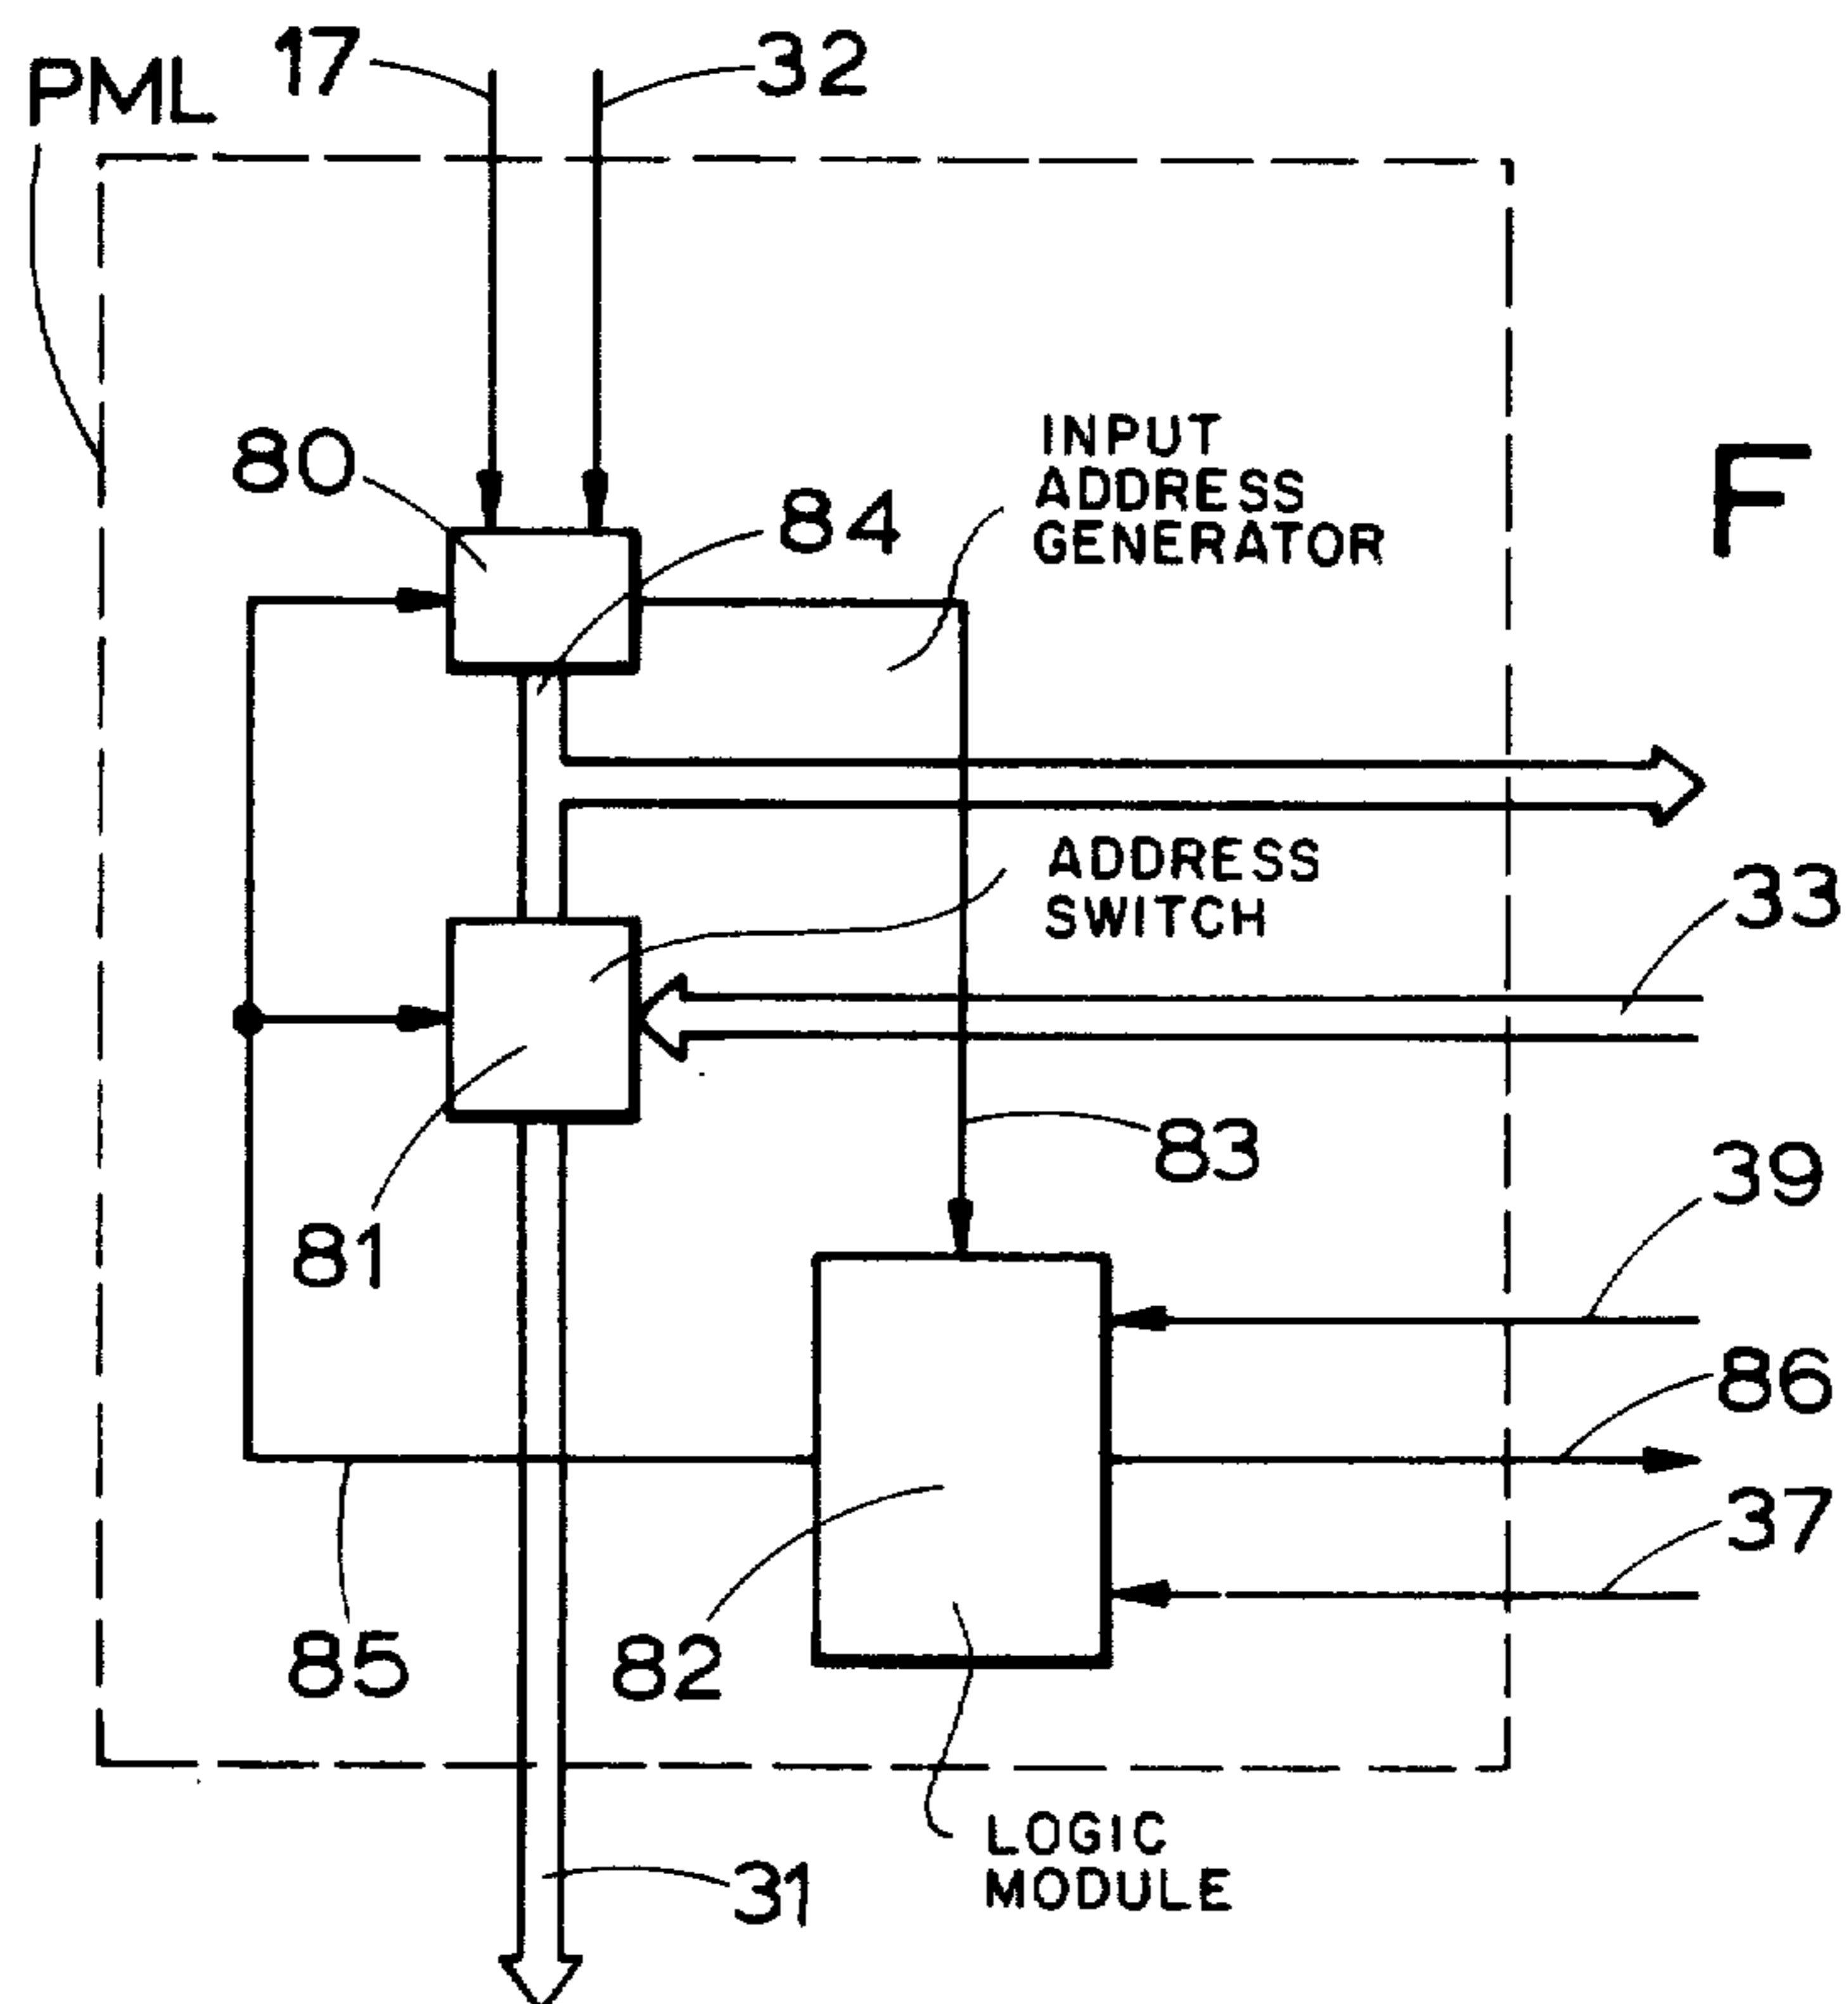 PML
17
32
80
84
INPUT
ADDRESS
GENERATOR
F
ADDRESS
SWITCH
33
83
39
81
86
37
85
82
LOGIC
MODULE
31